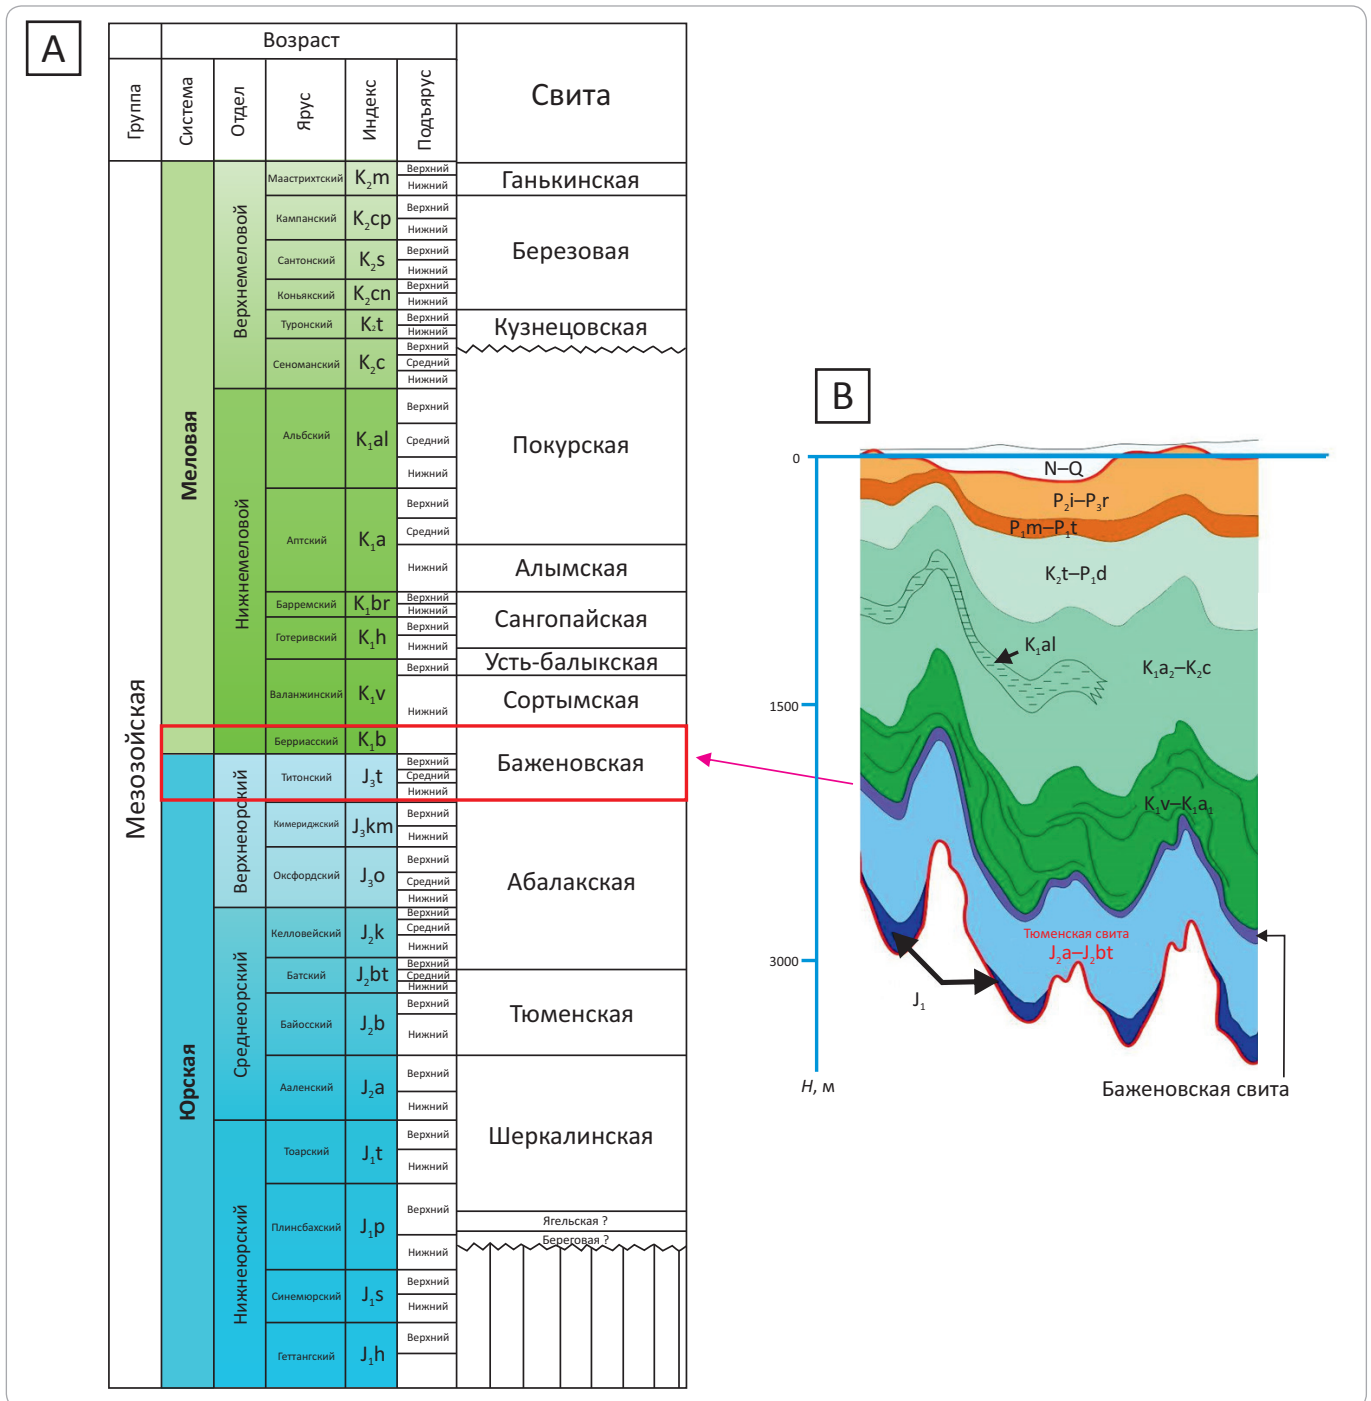 A
Возраст
Группа
Система
Отдел
Ярус
Индекс
Подъярус
Свита
Мезозойская
Меловая
Верхнемеловой
Маастрихтский
K₂m
Верхний
Нижний
Ганькинская
Кампанский
K₂cp
Верхний
Нижний
Березовая
Сантонский
K₂s
Верхний
Нижний
Коньякский
K₂cn
Верхний
Нижний
Туронский
K₂t
Верхний
Нижний
Кузнецовская
Сеноманский
K₂c
Верхний
Средний
Нижний
Покурская
Нижнемеловой
Альбский
K₁al
Верхний
Средний
Нижний
Аптский
K₁a
Верхний
Средний
Нижний
Алымская
Барремский
K₁br
Верхний
Нижний
Сангопайская
Готеривский
K₁h
Верхний
Нижний
Усть-балыкская
Валанжинский
K₁v
Верхний
Нижний
Сортымская
Берриасский
K₁b
Баженовская
Юрская
Верхнеюрский
Титонский
J₃t
Верхний
Средний
Нижний
Кимериджский
J₃km
Верхний
Нижний
Абалакская
Оксфордский
J₃o
Верхний
Средний
Нижний
Среднеюрский
Келловейский
J₂k
Верхний
Средний
Нижний
Батский
J₂bt
Верхний
Средний
Нижний
Тюменская
Байосский
J₂b
Верхний
Нижний
Ааленский
J₂a
Верхний
Нижний
Шеркалинская
Нижнеюрский
Тоарский
J₁t
Верхний
Нижний
Плинсбахский
J₁p
Верхний
Нижний
Ягельская ?
Береговая ?
Синемюрский
J₁s
Верхний
Нижний
Геттангский
J₁h
Верхний
B
0
1500
3000
H, м
N–Q
P₂i–P₃r
P₁m–P₁t
K₂t–P₁d
K₁al
K₁a₂–K₂c
K₁v–K₁a₁
Тюменская свита
J₂a–J₂bt
J₁
Баженовская свита